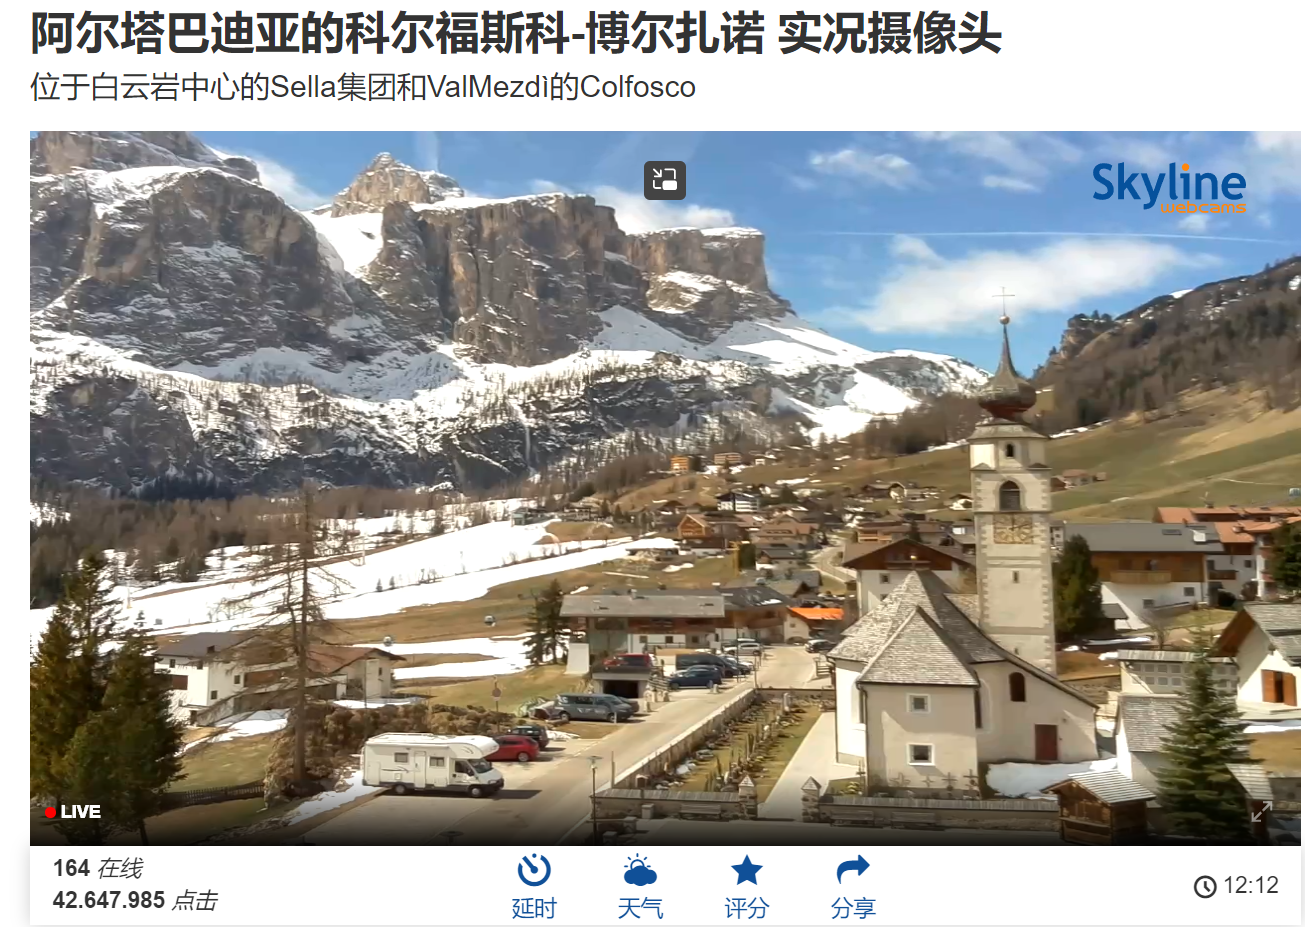 阿尔塔巴迪亚的科尔福斯科-博尔扎诺 实况摄像头
位于白云岩中心的Sella集团和ValMezdì的Colfosco
Skyline
webcams
LIVE
164 在线
42.647.985 点击
延时
天气
评分
分享
12:12